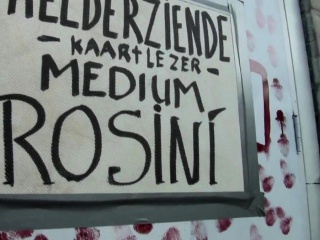 HELDERZIENDE
- KAARTLEZER -
MEDIUM
ROSINI